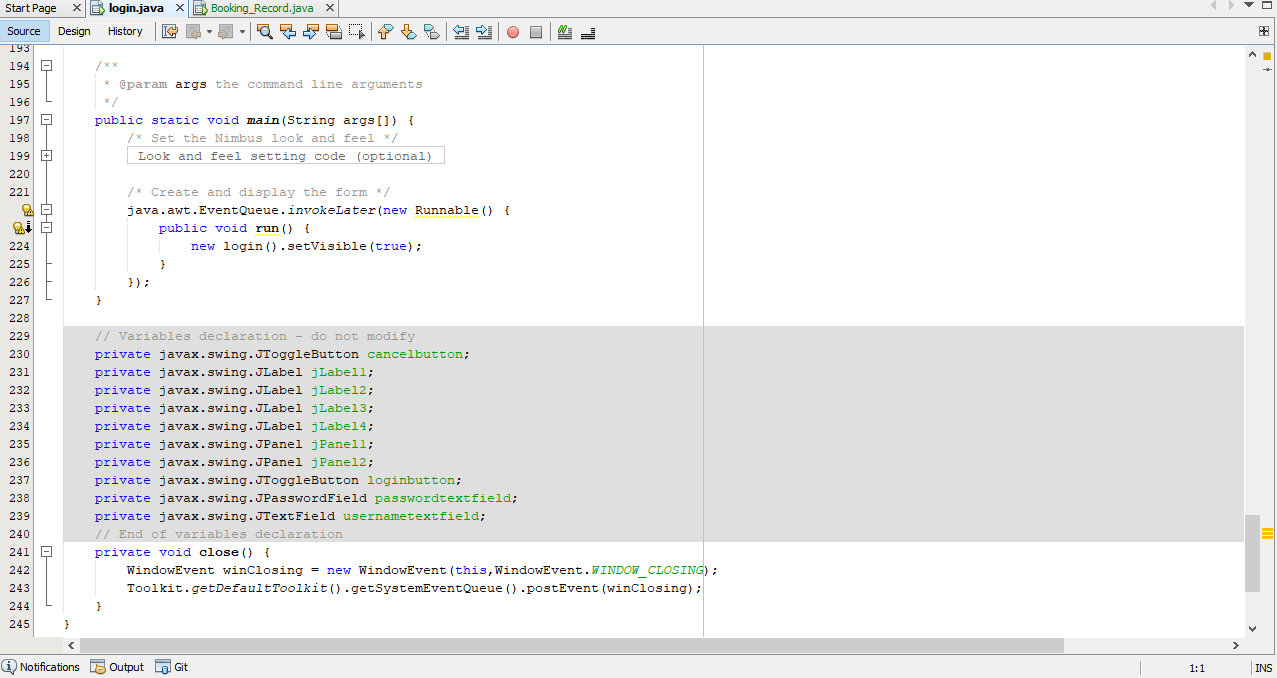 Start Page login.java Booking_Record.java
Source Design History
193
194 /**
195 * @param args the command line arguments
196 */
197 public static void main(String args[]) {
198 /* Set the Nimbus look and feel */
199 Look and feel setting code (optional)
220
221 /* Create and display the form */
java.awt.EventQueue.invokeLater(new Runnable() {
public void run() {
224 new login().setVisible(true);
225 }
226 });
227 }
228
229 // Variables declaration - do not modify
230 private javax.swing.JToggleButton cancelbutton;
231 private javax.swing.JLabel jLabel1;
232 private javax.swing.JLabel jLabel2;
233 private javax.swing.JLabel jLabel3;
234 private javax.swing.JLabel jLabel4;
235 private javax.swing.JPanel jPanel1;
236 private javax.swing.JPanel jPanel2;
237 private javax.swing.JToggleButton loginbutton;
238 private javax.swing.JPasswordField passwordtextfield;
239 private javax.swing.JTextField usernametextfield;
240 // End of variables declaration
241 private void close() {
242 WindowEvent winClosing = new WindowEvent(this,WindowEvent.WINDOW_CLOSING);
243 Toolkit.getDefaultToolkit().getSystemEventQueue().postEvent(winClosing);
244 }
245 }
Notifications Output Git 1:1 INS